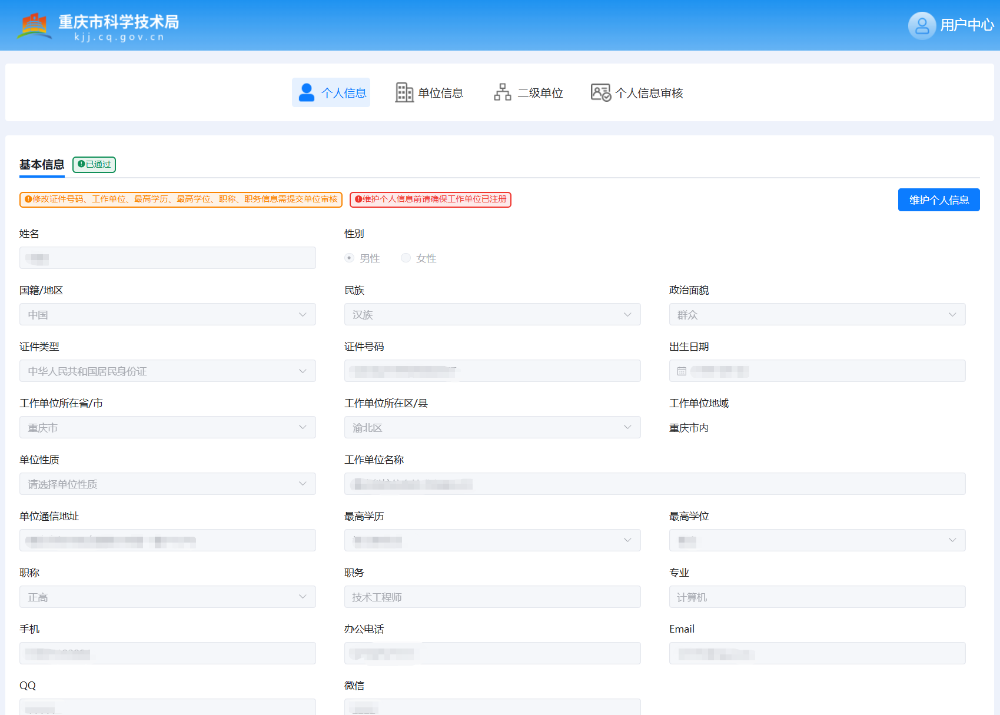 重庆市科学技术局
kjj.cq.gov.cn
用户中心
个人信息 单位信息 二级单位 个人信息审核
基本信息 已通过
修改证件号码、工作单位、最高学历、最高学位、职称、职务信息需提交单位审核 维护个人信息前请确保工作单位已注册 维护个人信息
姓名 性别
男性 女性
国籍/地区 民族 政治面貌
中国 汉族 群众
证件类型 证件号码 出生日期
中华人民共和国居民身份证
工作单位所在省/市 工作单位所在区/县 工作单位地域
重庆市 渝北区 重庆市内
单位性质 工作单位名称
请选择单位性质
单位通信地址 最高学历 最高学位
职称 职务 专业
正高 技术工程师 计算机
手机 办公电话 Email
QQ 微信